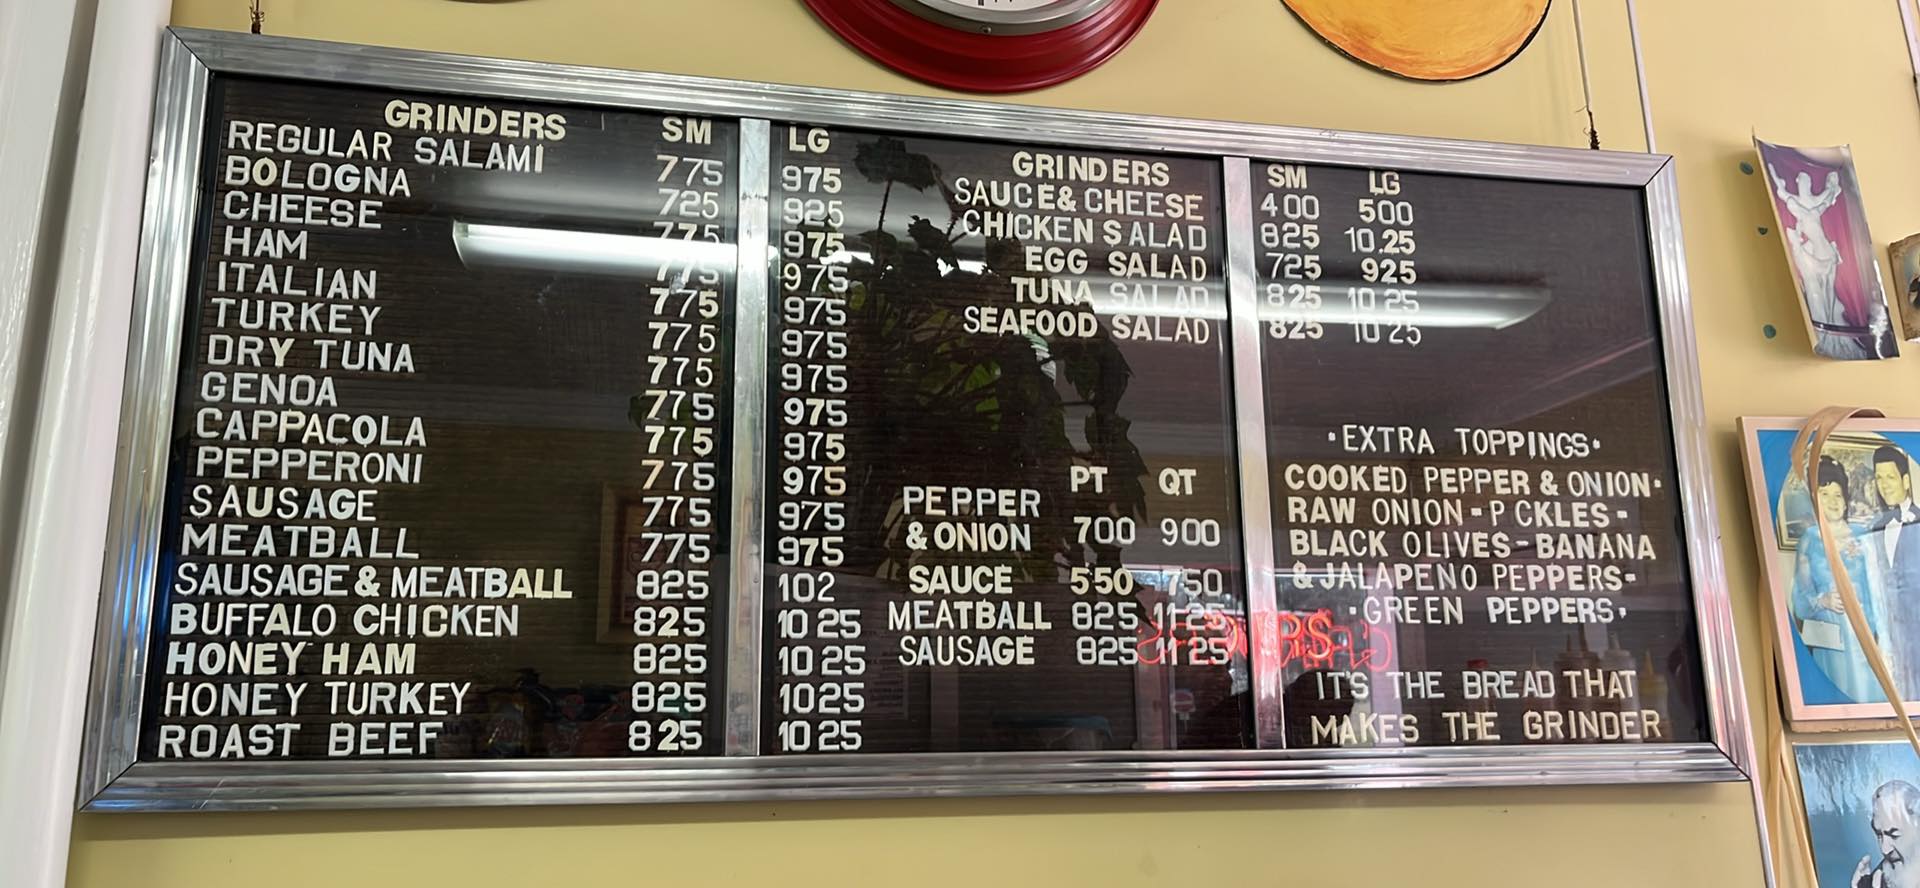 GRINDERS SM LG
REGULAR SALAMI 775 975
BOLOGNA 725 925
CHEESE 775 975
HAM 775 975
ITALIAN 775 975
TURKEY 775 975
DRY TUNA 775 975
GENOA 775 975
CAPPACOLA 775 975
PEPPERONI 775 975
SAUSAGE 775 975
MEATBALL 775 975
SAUSAGE & MEATBALL 825 102
BUFFALO CHICKEN 825 10 25
HONEY HAM 825 10 25
HONEY TURKEY 825 10 25
ROAST BEEF 825 10 25
GRINDERS SM LG
SAUCE & CHEESE 400 500
CHICKEN SALAD 825 10.25
EGG SALAD 725 925
TUNA SALAD 825 10 25
SEAFOOD SALAD 825 10 25
PT QT
PEPPER
& ONION 700 900
SAUCE 550 750
MEATBALL 825 11 25
SAUSAGE 825 11 25
·EXTRA TOPPINGS·
COOKED PEPPER & ONION·
RAW ONION - P CKLES -
BLACK OLIVES - BANANA
& JALAPENO PEPPERS-
·GREEN PEPPERS·
IT'S THE BREAD THAT
MAKES THE GRINDER